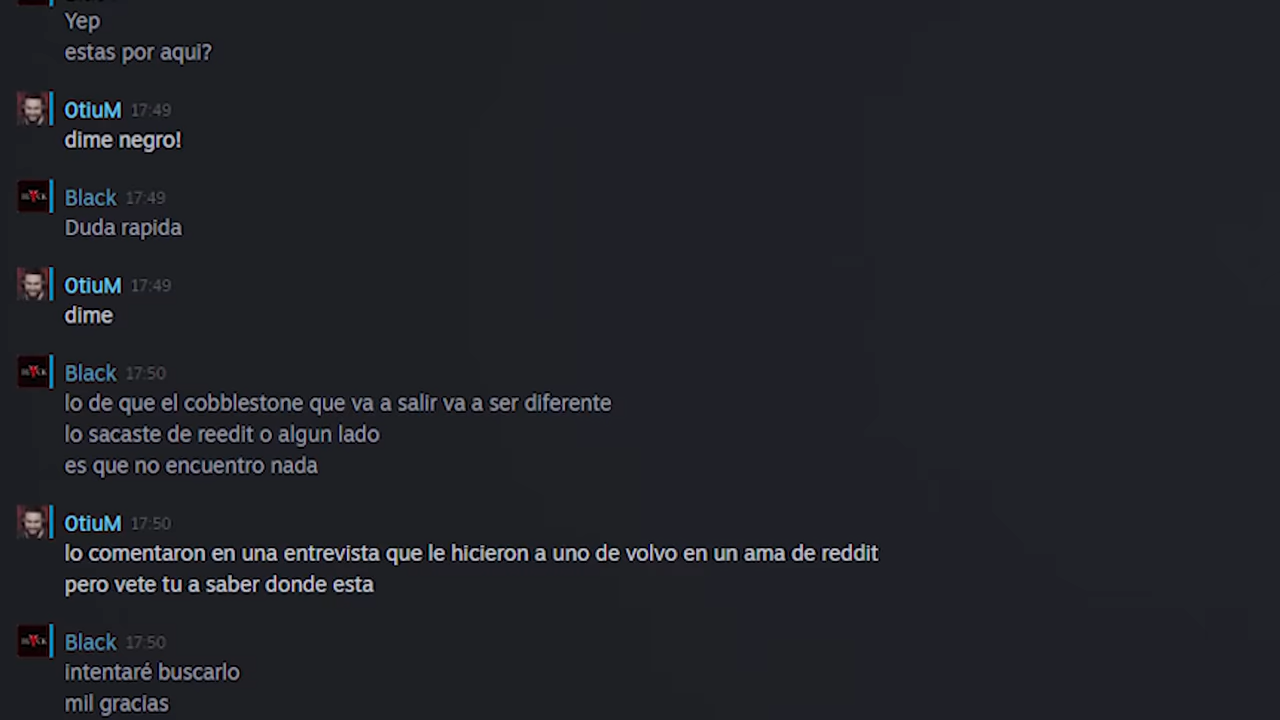 Yep
estas por aqui?
OtiuM 17:49
dime negro!
Black 17:49
Duda rapida
OtiuM 17:49
dime
Black 17:50
lo de que el cobblestone que va a salir va a ser diferente
lo sacaste de reedit o algun lado
es que no encuentro nada
OtiuM 17:50
lo comentaron en una entrevista que le hicieron a uno de volvo en un ama de reddit
pero vete tu a saber donde esta
Black 17:50
intentaré buscarlo
mil gracias